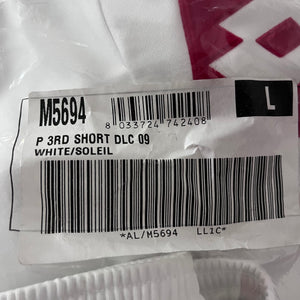 M5694
8 033724 742408
L
P 3RD SHORT DLC 09
WHITE/SOLEIL
*AL/M5694 LLIC*